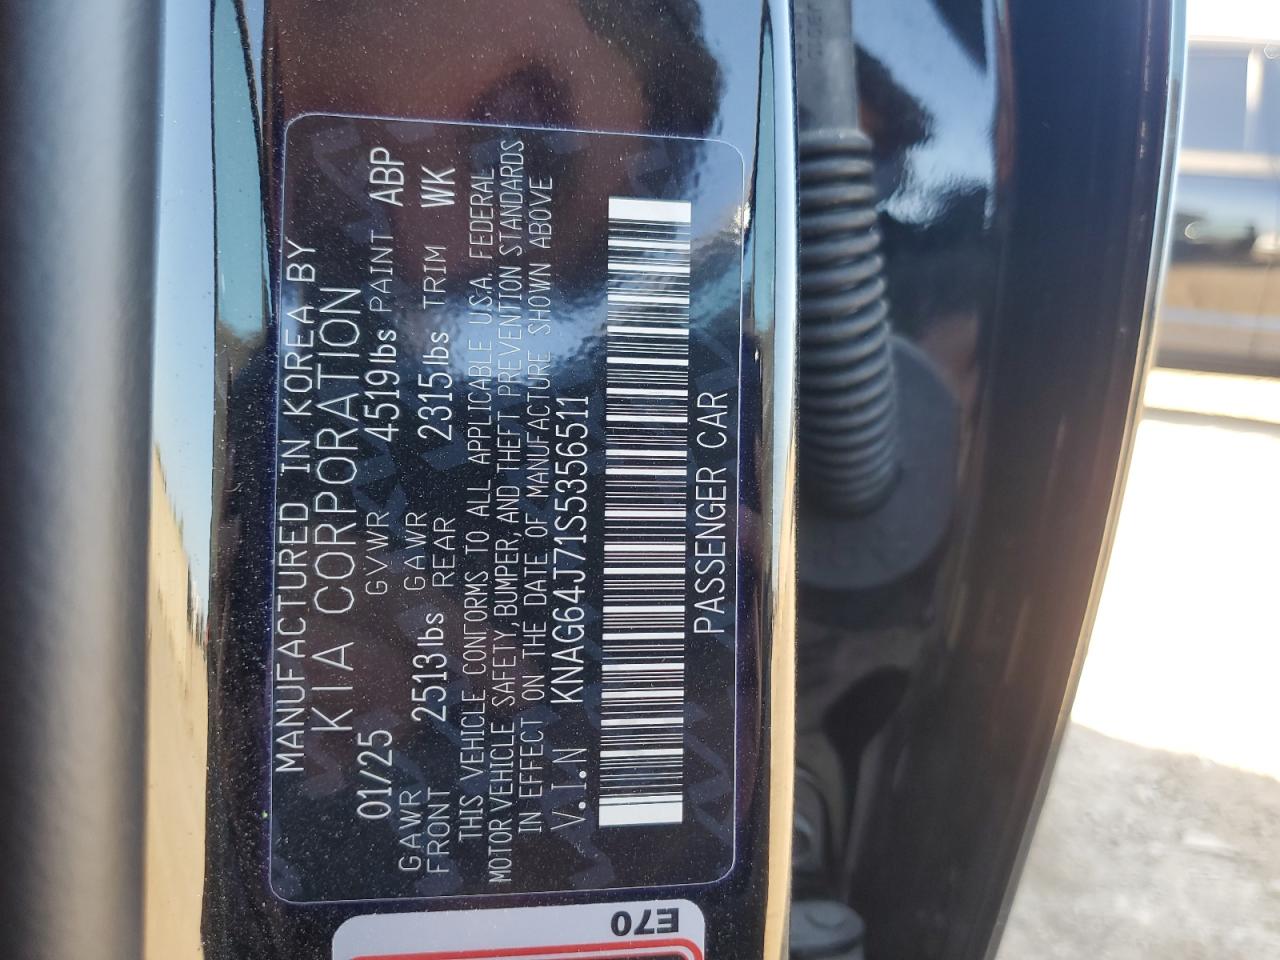 MANUFACTURED IN KOREA BY
KIA CORPORATION
01/25 GVWR 4519lbs PAINT ABP
GAWR FRONT 2513lbs GAWR REAR 2315lbs TRIM WK
THIS VEHICLE CONFORMS TO ALL APPLICABLE U.S.A. FEDERAL
MOTOR VEHICLE SAFETY, BUMPER, AND THEFT PREVENTION STANDARDS
IN EFFECT ON THE DATE OF MANUFACTURE SHOWN ABOVE
V.I.N KNAG64J71S5356511
PASSENGER CAR
E70